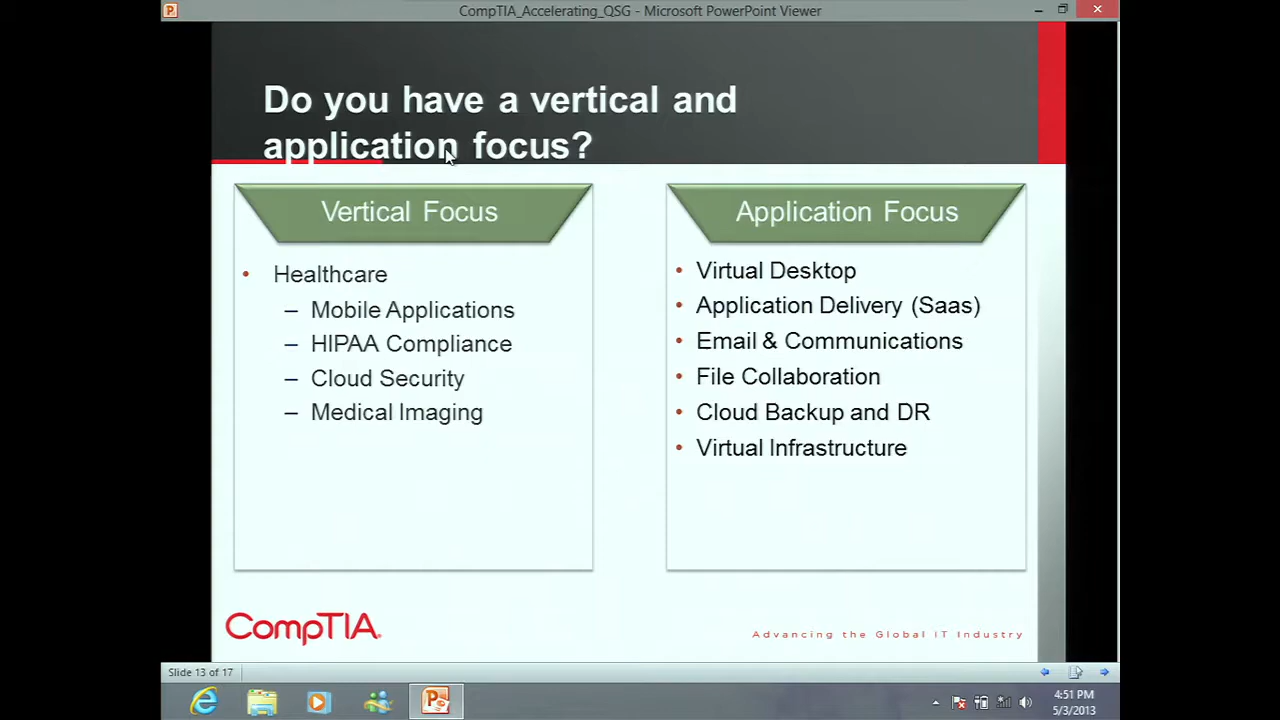 CompTIA_Accelerating_QSG - Microsoft PowerPoint Viewer
Do you have a vertical and
application focus?
Vertical Focus
• Healthcare
– Mobile Applications
– HIPAA Compliance
– Cloud Security
– Medical Imaging
Application Focus
• Virtual Desktop
• Application Delivery (Saas)
• Email & Communications
• File Collaboration
• Cloud Backup and DR
• Virtual Infrastructure
CompTIA®
Advancing the Global IT Industry
Slide 13 of 17
4:51 PM
5/3/2013